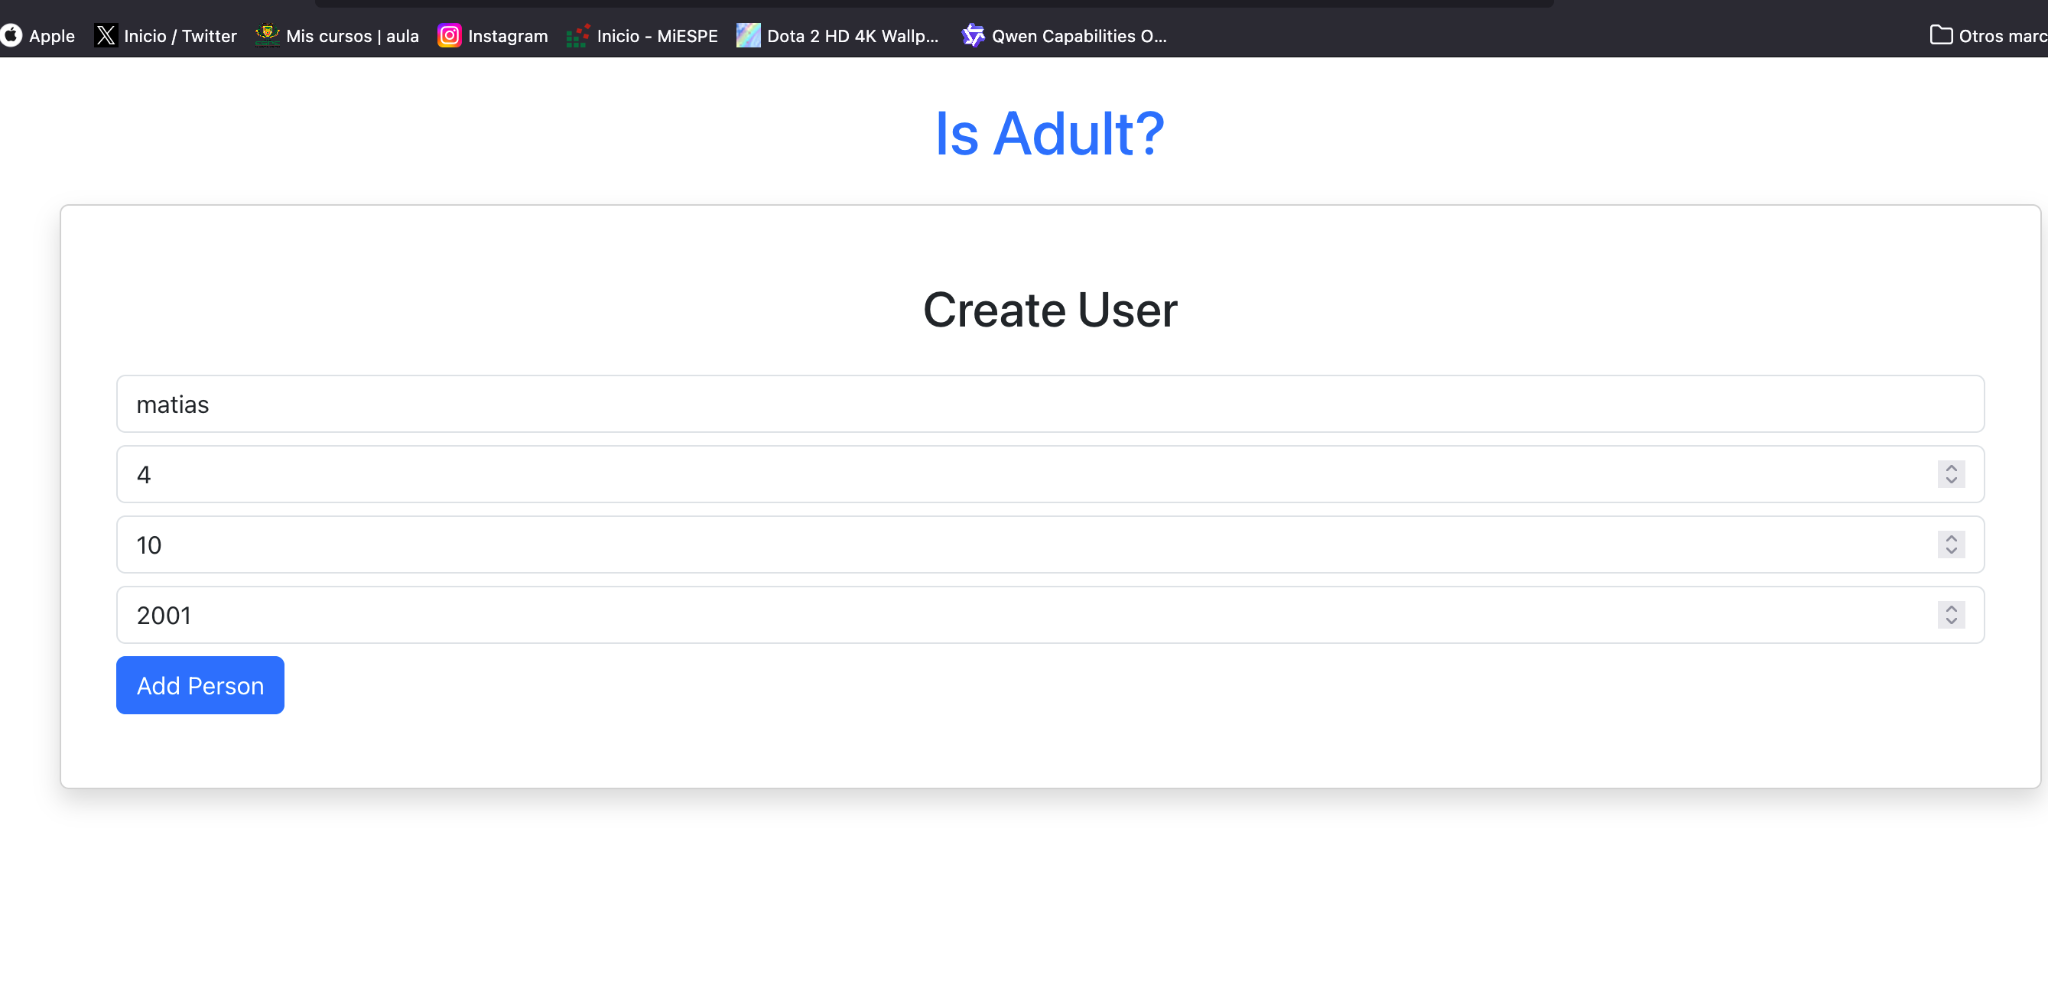 Apple Inicio / Twitter Mis cursos | aula Instagram Inicio - MiESPE Dota 2 HD 4K Wallp... Qwen Capabilities O... Otros marc
Is Adult?
Create User
matias
4
10
2001
Add Person